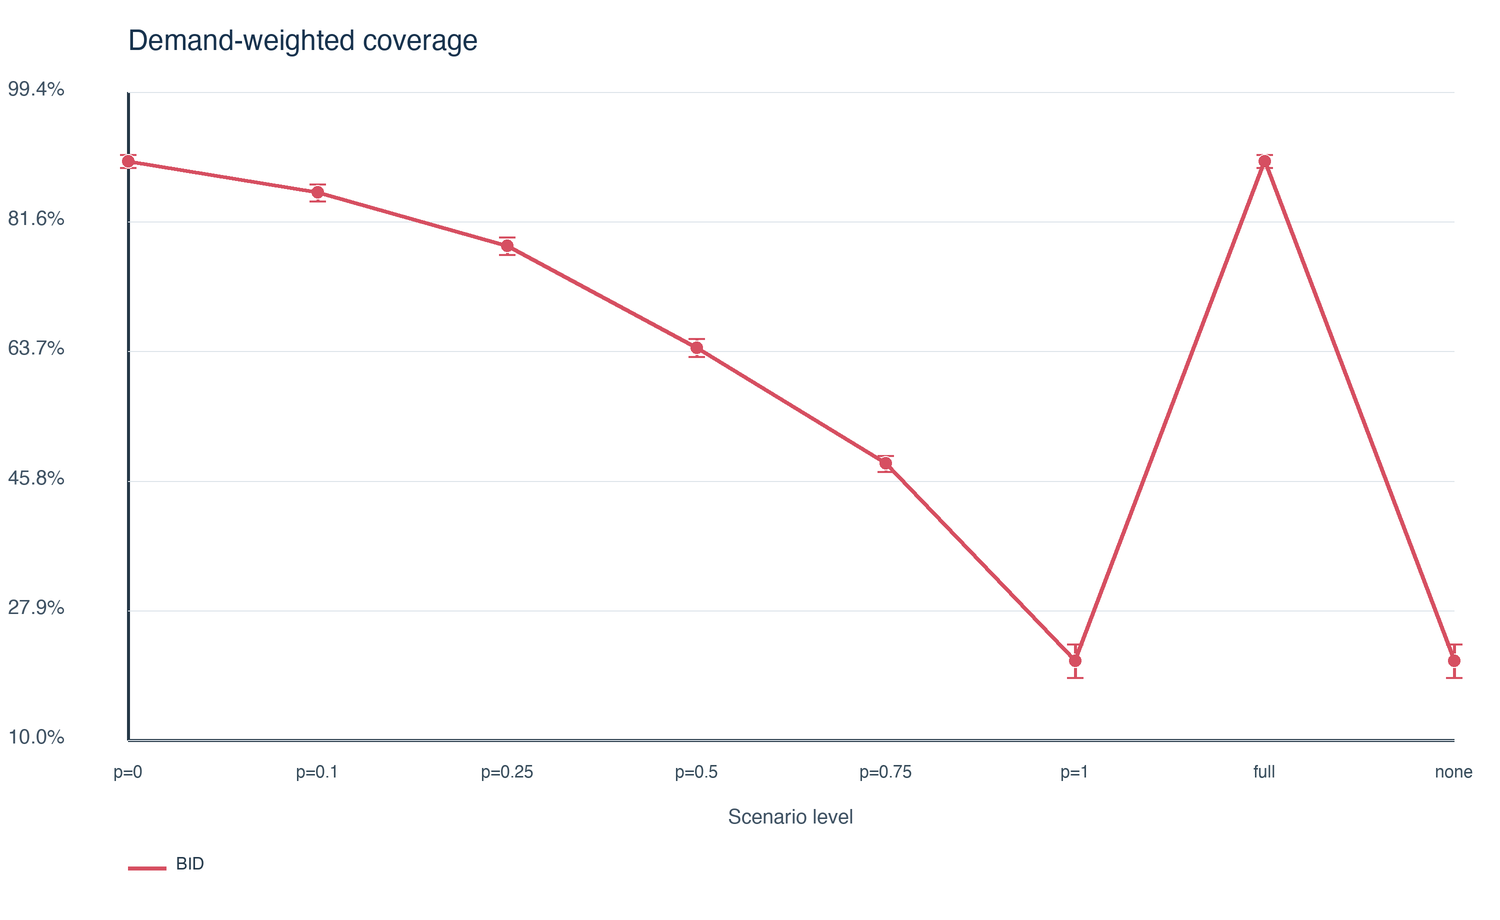 Demand-weighted coverage
99.4%
81.6%
63.7%
45.8%
27.9%
10.0%
p=0 p=0.1 p=0.25 p=0.5 p=0.75 p=1 full none
Scenario level
BID